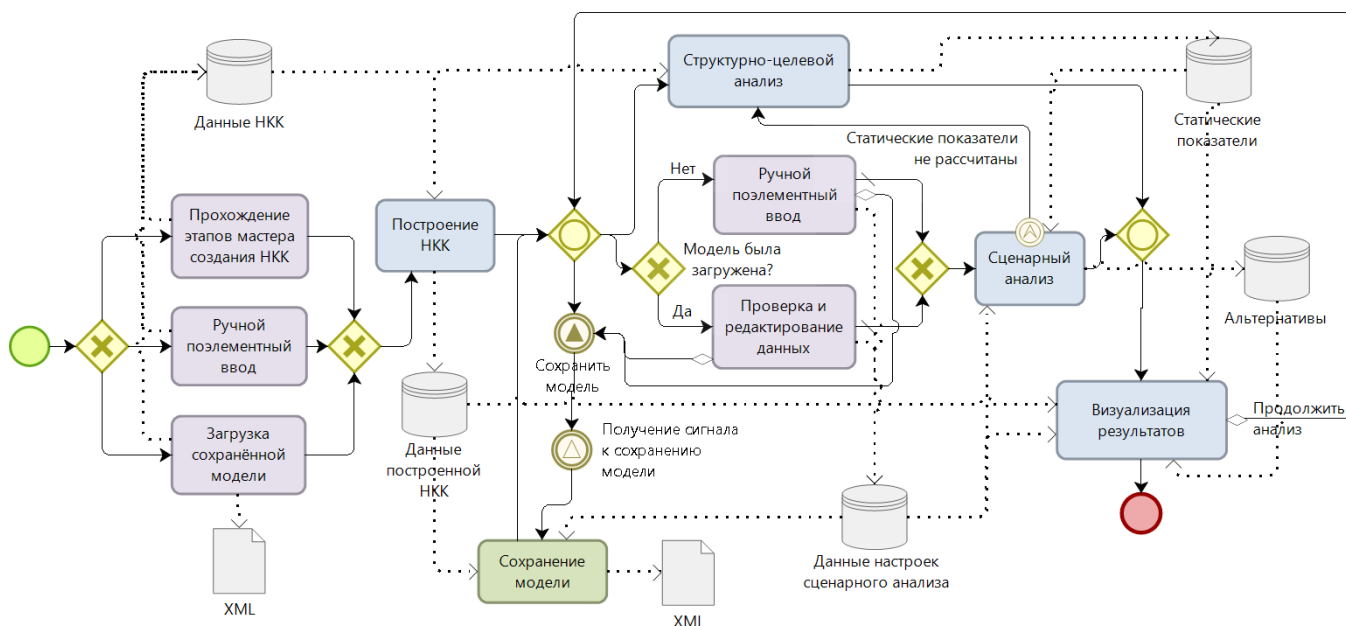 Данные НКК
Прохождение
этапов мастера
создания НКК
Ручной
поэлементный
ввод
Загрузка
сохранённой
модели
XML
Построение
НКК
Данные
построенной
НКК
Структурно-целевой
анализ
Статические показатели
не рассчитаны
Нет
Ручной
поэлементный
ввод
Модель была
загружена?
Да
Проверка и
редактирование
данных
Сохранить
модель
Получение сигнала
к сохранению
модели
Сохранение
модели
XML
Данные настроек
сценарного анализа
Сценарный
анализ
Статические
показатели
Альтернативы
Визуализация
результатов
Продолжить
анализ